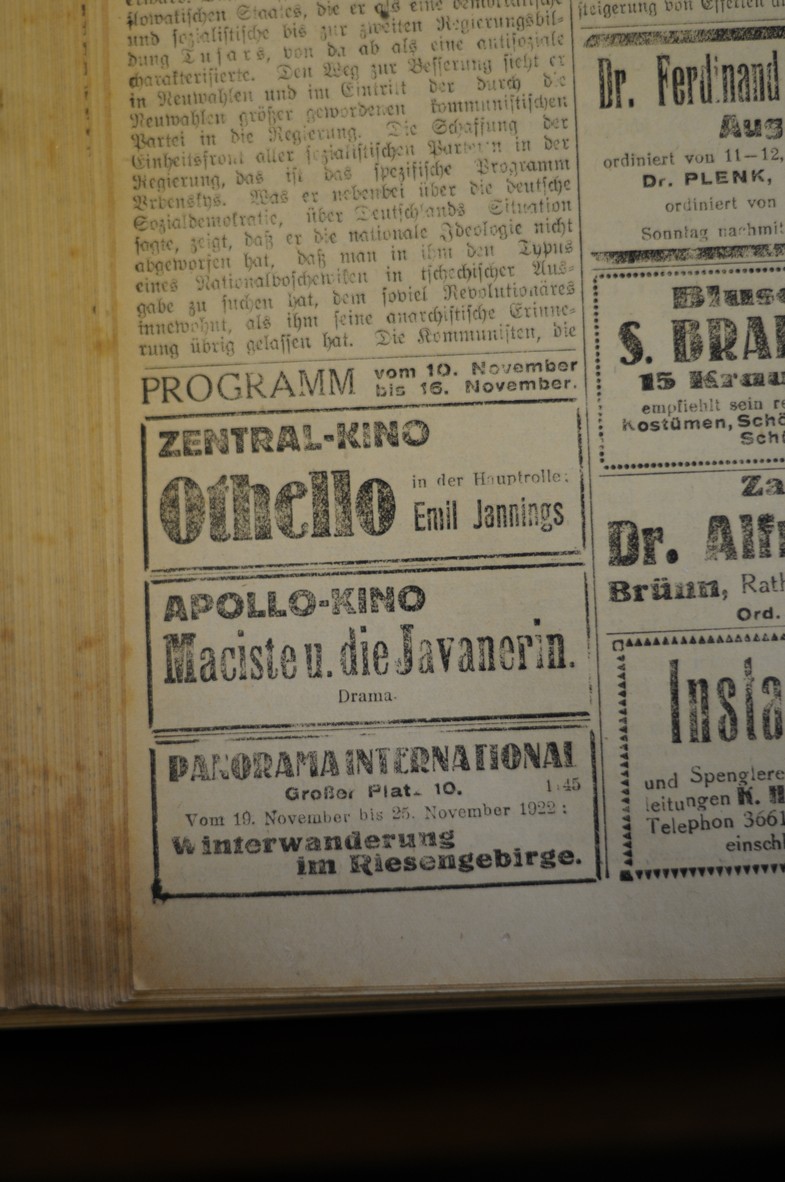 slowakischen Staates, die er als eine demokratische
und sozialistische bis zur zweiten Regierungsbil-
dung Tusars, von da ab als eine antisoziale
charakterisierte. Den Weg zur Besserung sieht er
in Neuwahlen und im Eintritt der durch die
Neuwahlen größer gewordenen kommunistischen
Partei in die Regierung. Die Schaffung der
Einheitsfront aller sozialistischen Parteien in der
Regierung, das ist das spezifische Programm
Vrbenskys. Was er nebenbei über die deutsche
Sozialdemokratie, über Deutschlands Situation
sagte, zeigt, daß er die nationale Ideologie nicht
abgeworfen hat, daß man in ihm den Typus
eines Nationalboschewiken in tschechischer Aus-
gabe zu suchen hat, dem soviel Revolutionäres
innewohnt, als ihm seine anarchistische Erinne-
rung übrig gelassen hat. Die Kommunisten, die
PROGRAMM vom 10. November
bis 16. November.
ZENTRAL-KINO
Othello in der Hauptrolle:
Emil Jannings
APOLLO-KINO
Maciste u. die Javanerin.
Drama.
PANORAMA INTERNATIONAL
Großer Platz 10. 1145
Vom 19. November bis 25. November 1922:
Winterwanderung
im Riesengebirge.
steigerung von Effekten
Dr. Ferdinand
Aug
ordiniert von 11—12,
Dr. PLENK,
ordiniert von
Sonntag nachmit
Bluse
S. BRA
15
empfiehlt sein
Kostümen, Schö
Sch
Za
Dr. Alf
Brünn, Rat
Ord.
Insta
und Spenglere
leitungen K.
Telephon 3661
einsch